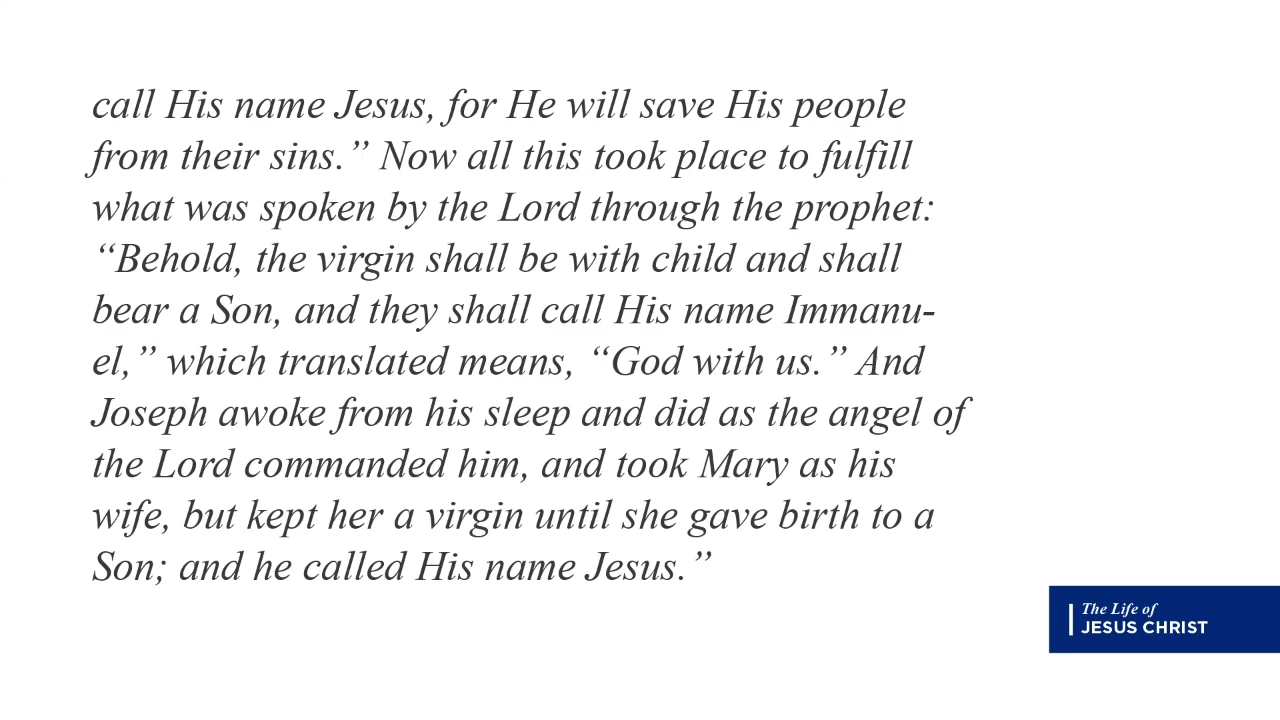 call His name Jesus, for He will save His people
from their sins.” Now all this took place to fulfill
what was spoken by the Lord through the prophet:
“Behold, the virgin shall be with child and shall
bear a Son, and they shall call His name Immanu-
el,” which translated means, “God with us.” And
Joseph awoke from his sleep and did as the angel of
the Lord commanded him, and took Mary as his
wife, but kept her a virgin until she gave birth to a
Son; and he called His name Jesus.”
The Life of
JESUS CHRIST